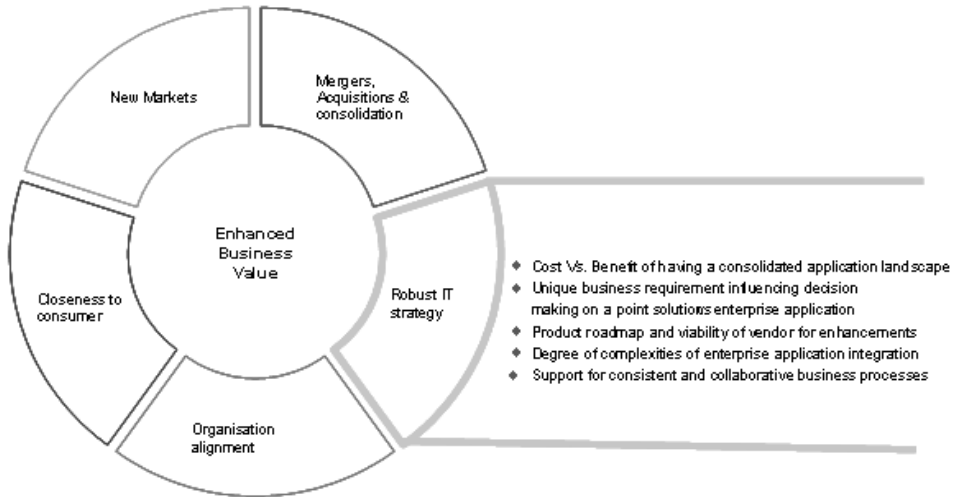 New Markets
Mergers,
Acquisitions &
consolidation
Enhanced
Business
Value
Closeness to
consumer
Robust IT
strategy
Organisation
alignment
Cost Vs. Benefit of having a consolidated application landscape
Unique business requirement influencing decision
making on a point solutions enterprise application
Product roadmap and viability of vendor for enhancements
Degree of complexities of enterprise application integration
Support for consistent and collaborative business processes